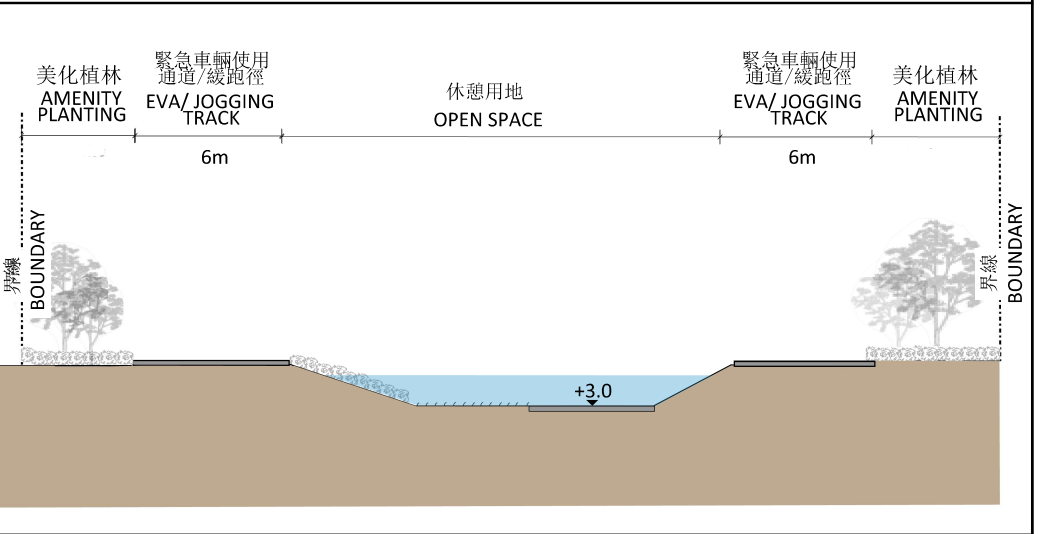 美化植林
AMENITY
PLANTING
緊急車輛使用
通道/緩跑徑
EVA/ JOGGING
TRACK
6m
休憩用地
OPEN SPACE
緊急車輛使用
通道/緩跑徑
EVA/ JOGGING
TRACK
6m
美化植林
AMENITY
PLANTING
界線
BOUNDARY
+3.0
界線
BOUNDARY